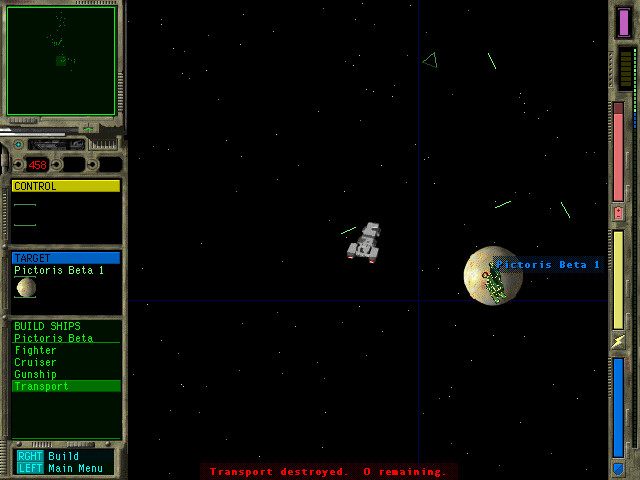 458
CONTROL
TARGET
Pictoris Beta 1
Pictoris Beta 1
BUILD SHIPS
Pictoris Beta
Fighter
Cruiser
Gunship
Transport
RGHT Build
LEFT Main Menu
Transport destroyed. 0 remaining.